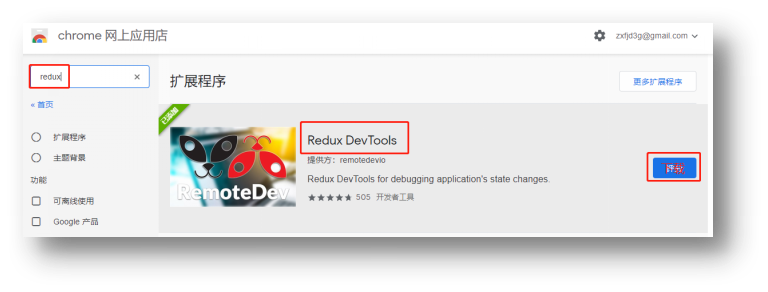 chrome 网上应用店
zxfjd3g@gmail.com
redux
扩展程序
更多扩展程序
«首页
已添加
扩展程序
主题背景
功能
可离线使用
Google 产品
RemoteDev
Redux DevTools
提供方：remotedevio
Redux DevTools for debugging application's state changes.
505 开发者工具